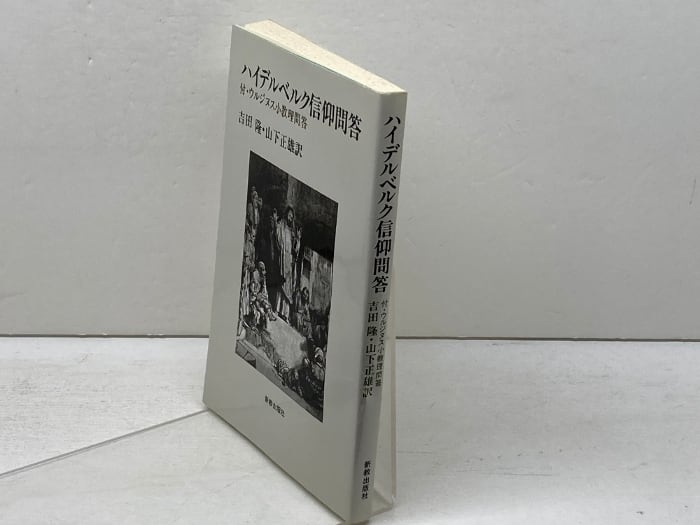 ハイデルベルク信仰問答
付・ウルジヌス小教理問答
吉田 隆・山下正雄訳
新教出版社
ハイデルベルク信仰問答
付・ウルジヌス小教理問答
吉田 隆・山下正雄訳
新教出版社